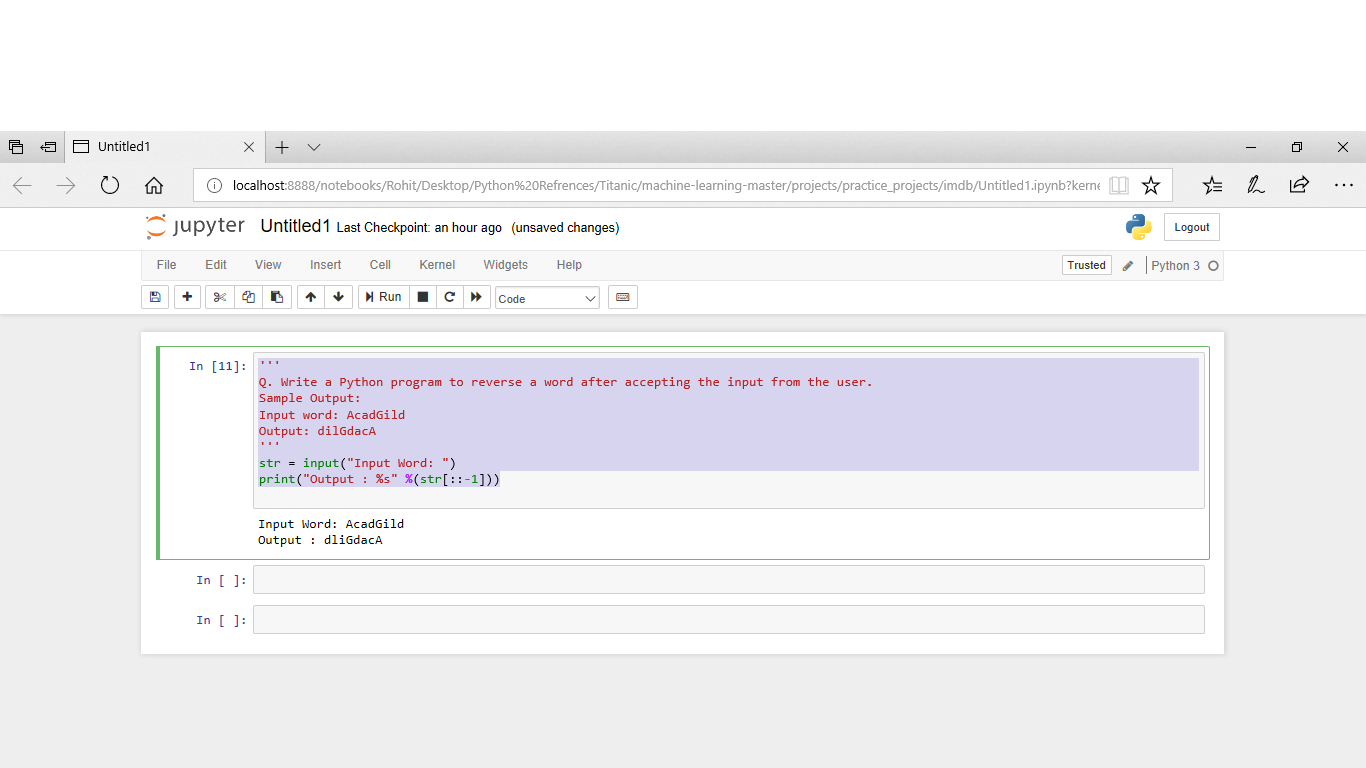 Untitled1
localhost:8888/notebooks/Rohit/Desktop/Python%20Refrences/Titanic/machine-learning-master/projects/practice_projects/imdb/Untitled1.ipynb?kerne
jupyter Untitled1 Last Checkpoint: an hour ago (unsaved changes) Logout
File Edit View Insert Cell Kernel Widgets Help Trusted Python 3
Run Code
In [11]: '''
Q. Write a Python program to reverse a word after accepting the input from the user.
Sample Output:
Input word: AcadGild
Output: dilGdacA
'''
str = input("Input Word: ")
print("Output : %s" %(str[::-1]))
Input Word: AcadGild
Output : dliGdacA
In [ ]:
In [ ]: